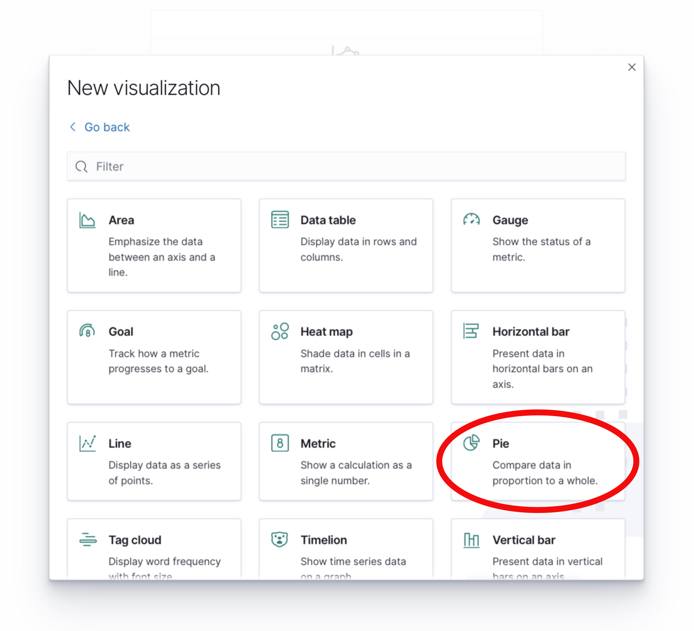 New visualization
Go back
Filter
Area
Emphasize the data
between an axis and a
line.
Data table
Display data in rows and
columns.
Gauge
Show the status of a
metric.
8
Goal
Track how a metric
progresses to a goal.
Heat map
Shade data in cells in a
matrix.
Horizontal bar
Present data in
horizontal bars on an
axis.
Line
Display data as a series
of points.
8
Metric
Show a calculation as a
single number.
Pie
Compare data in
proportion to a whole.
Tag cloud
Display word frequency
with font size.
Timelion
Show time series data
on a graph.
Vertical bar
Present data in vertical
bars on an axis.